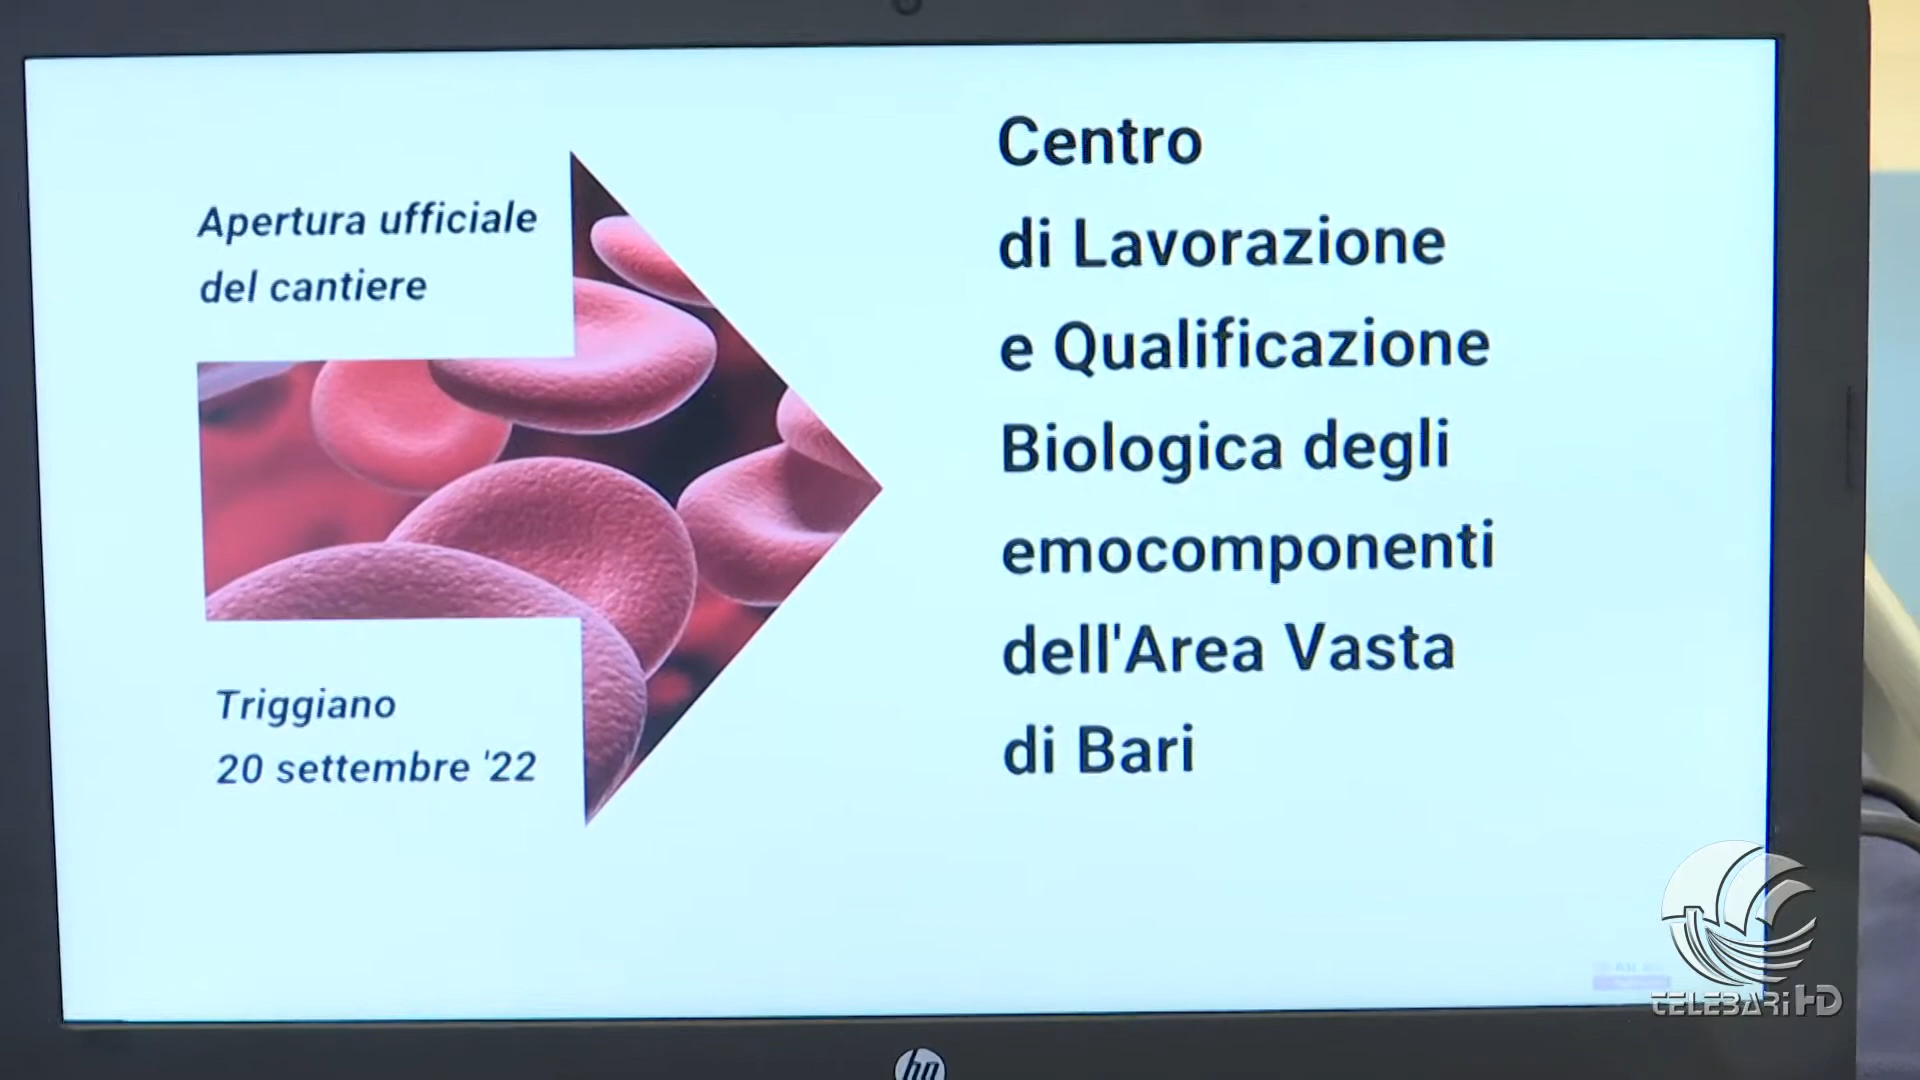 Apertura ufficiale
del cantiere
Triggiano
20 settembre '22
Centro
di Lavorazione
e Qualificazione
Biologica degli
emocomponenti
dell'Area Vasta
di Bari
TELEBARI HD
hp